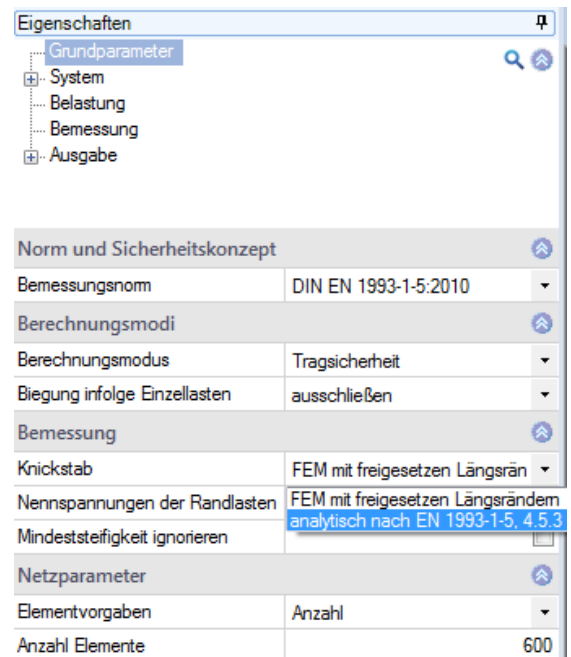 Eigenschaften
Grundparameter
System
Belastung
Bemessung
Ausgabe
Norm und Sicherheitskonzept
Bemessungsnorm DIN EN 1993-1-5:2010
Berechnungsmodi
Berechnungsmodus Tragsicherheit
Biegung infolge Einzellasten ausschließen
Bemessung
Knickstab FEM mit freigesetzen Längsrän
Nennspannungen der Randlasten FEM mit freigesetzen Längsrändern
Mindeststeifigkeit ignorieren analytisch nach EN 1993-1-5, 4.5.3
Netzparameter
Elementvorgaben Anzahl
Anzahl Elemente 600